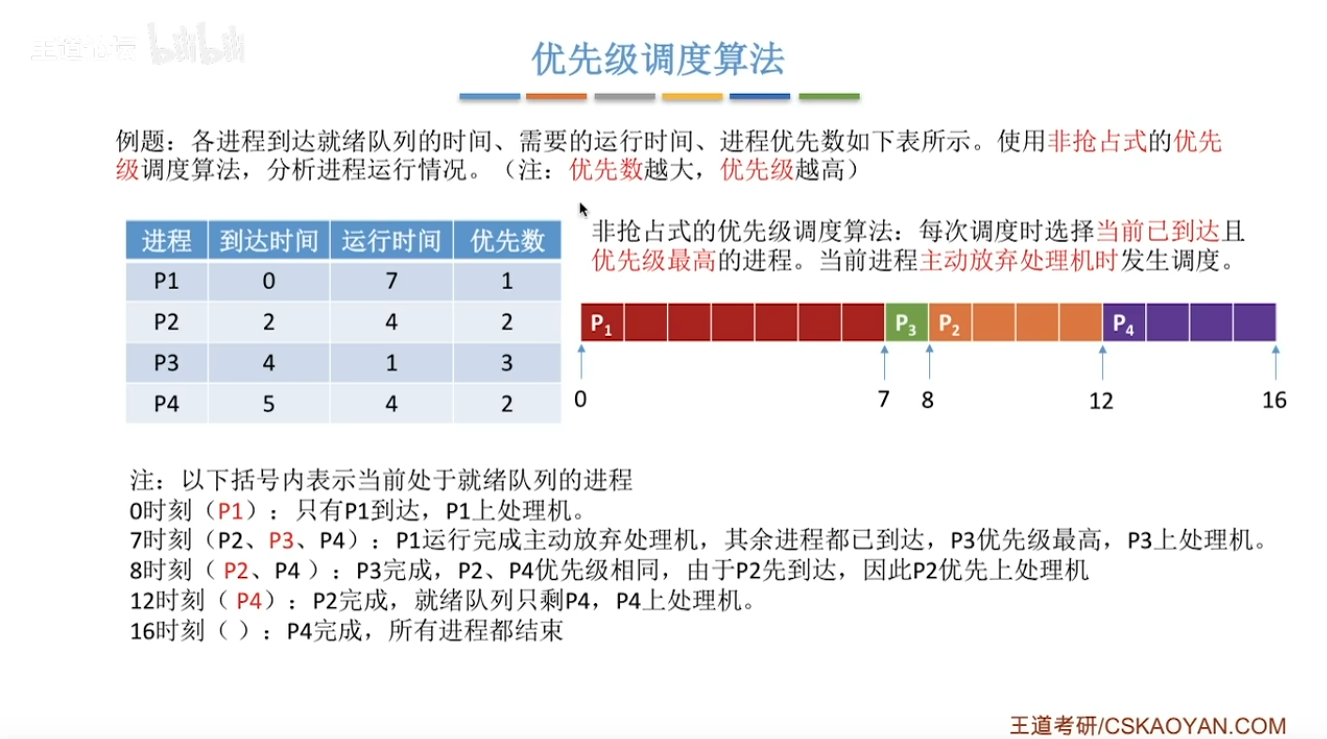 王道论坛 bilibili
优先级调度算法
例题：各进程到达就绪队列的时间、需要的运行时间、进程优先数如下表所示。使用非抢占式的优先
级调度算法，分析进程运行情况。（注：优先数越大，优先级越高）
进程 到达时间 运行时间 优先数
P1 0 7 1
P2 2 4 2
P3 4 1 3
P4 5 4 2
非抢占式的优先级调度算法：每次调度时选择当前已到达且
优先级最高的进程。当前进程主动放弃处理机时发生调度。
P1 P3 P2 P4
0 7 8 12 16
注：以下括号内表示当前处于就绪队列的进程
0时刻（P1）：只有P1到达，P1上处理机。
7时刻（P2、P3、P4）：P1运行完成主动放弃处理机，其余进程都已到达，P3优先级最高，P3上处理机。
8时刻（ P2、P4 ）：P3完成，P2、P4优先级相同，由于P2先到达，因此P2优先上处理机
12时刻（ P4）：P2完成，就绪队列只剩P4，P4上处理机。
16时刻（ ）：P4完成，所有进程都结束
王道考研/CSKAOYAN.COM